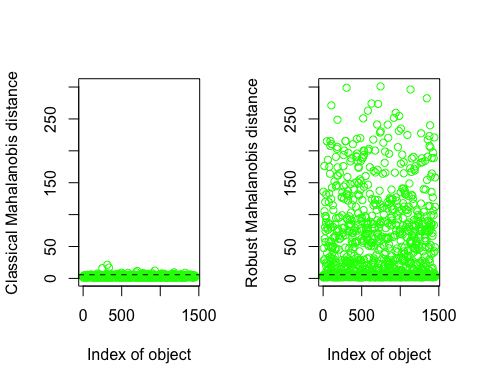 Classical Mahalanobis distance
0 50 150 250
0 500 1500
Index of object
Robust Mahalanobis distance
0 50 150 250
0 500 1500
Index of object